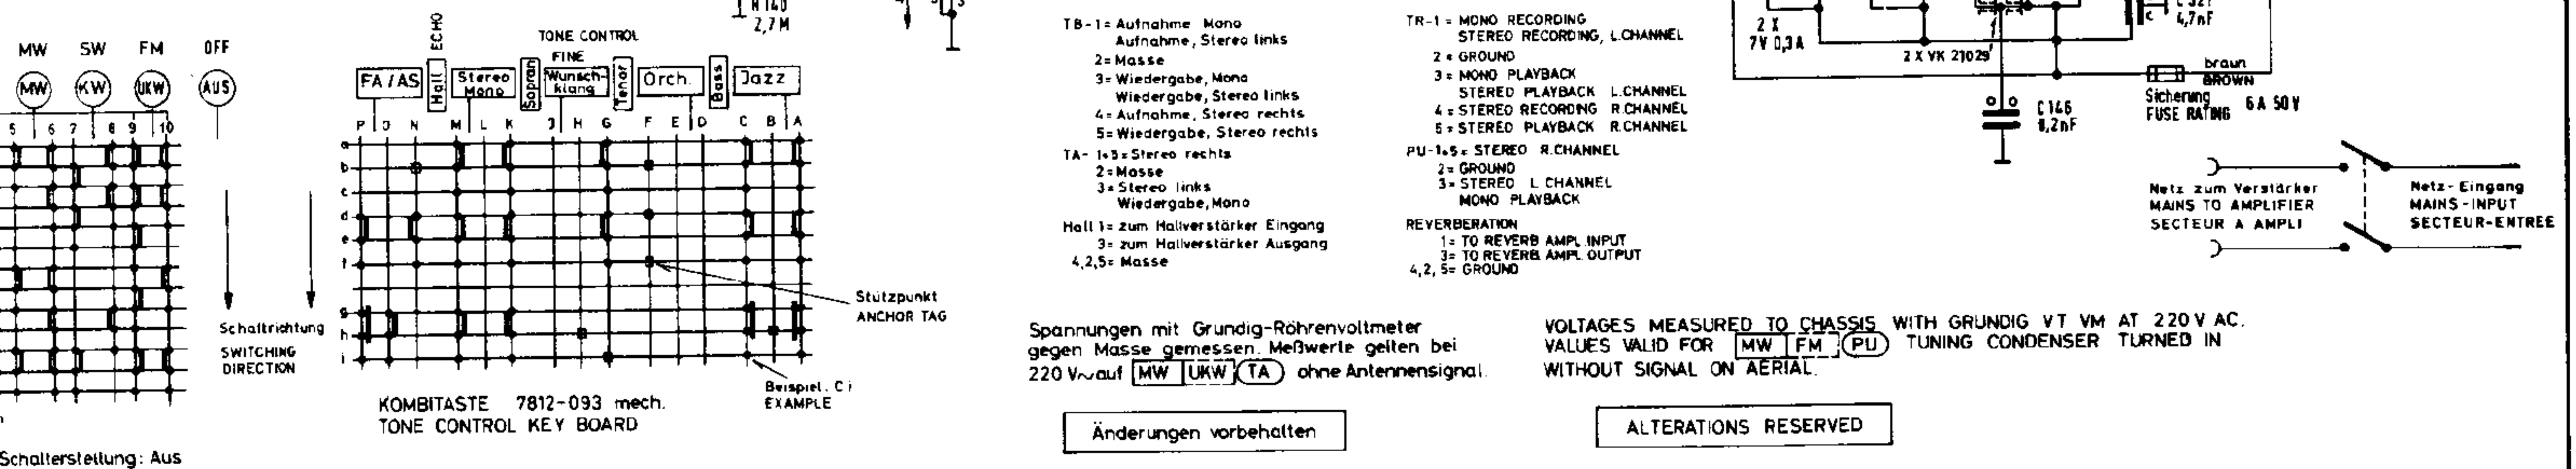 R 140
2,7 M
MW SW FM OFF
MW KW UKW AUS
5 6 7 8 9 10
ECHO
TONE CONTROL
FINE
FA / AS
Hall
Stereo
Mono
Sopran
Wunsch-
klang
Tenor
Orch.
Bass
Jazz
P O N M L K J H G F E D C B A
a
b
c
d
e
f
g
h
i
Schaltrichtung
SWITCHING
DIRECTION
Stützpunkt
ANCHOR TAG
Beispiel. C i
EXAMPLE
KOMBITASTE 7812-093 mech.
TONE CONTROL KEY BOARD
Schalterstellung: Aus
TB-1= Aufnahme Mono
Aufnahme, Stereo links
2= Masse
3= Wiedergabe, Mono
Wiedergabe, Stereo links
4= Aufnahme, Stereo rechts
5= Wiedergabe, Stereo rechts
TA- 1+5= Stereo rechts
2= Masse
3= Stereo links
Wiedergabe, Mono
Hall 1= zum Hallverstärker Eingang
3= zum Hallverstärker Ausgang
4,2,5= Masse
TR-1 = MONO RECORDING
STEREO RECORDING, L.CHANNEL
2 = GROUND
3 = MONO PLAYBACK
STEREO PLAYBACK L.CHANNEL
4 = STEREO RECORDING R.CHANNEL
5 = STEREO PLAYBACK R.CHANNEL
PU-1+5= STEREO R.CHANNEL
2= GROUND
3= STEREO L CHANNEL
MONO PLAYBACK
REVERBERATION
1= TO REVERB AMPL. INPUT
3= TO REVERB AMPL. OUTPUT
4,2,5= GROUND
2 X
7V 0,3A
2 X VK 21029
C 327
4,7nF
braun
BROWN
Sicherung
FUSE RATING 6A 50V
C 146
8,2nF
Netz zum Verstärker
MAINS TO AMPLIFIER
SECTEUR A AMPLI
Netz-Eingang
MAINS-INPUT
SECTEUR-ENTREE
Spannungen mit Grundig-Röhrenvoltmeter
gegen Masse gemessen. Meßwerte gelten bei
220 V~ auf MW UKW TA ohne Antennensignal.
VOLTAGES MEASURED TO CHASSIS WITH GRUNDIG VT VM AT 220 V AC.
VALUES VALID FOR MW FM PU TUNING CONDENSER TURNED IN
WITHOUT SIGNAL ON AERIAL.
Änderungen vorbehalten
ALTERATIONS RESERVED